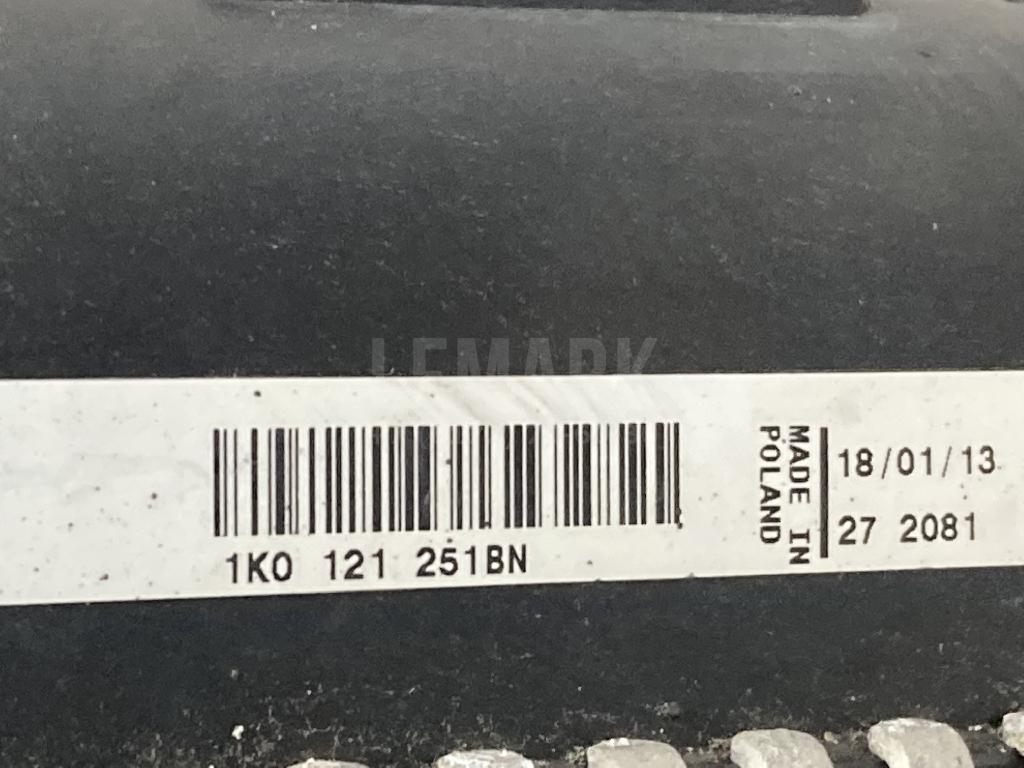 LEMARK
1K0 121 251BN
MADE IN
POLAND
18/01/13
27 2081